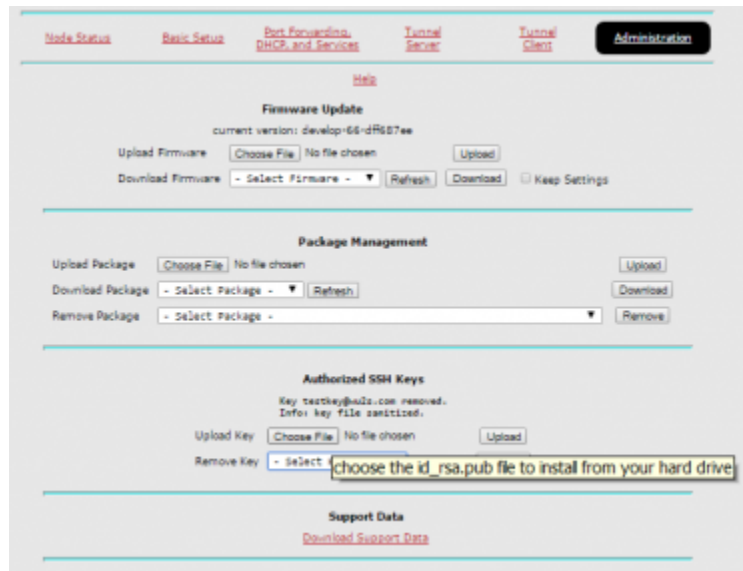 Node Status Basic Setup Port Forwarding, DHCP, and Services Tunnel Server Tunnel Client Administration
Help
Firmware Update
current version: develop-66-dff687ee
Upload Firmware Choose File No file chosen Upload
Download Firmware - Select Firmware - Refresh Download Keep Settings
Package Management
Upload Package Choose File No file chosen Upload
Download Package - Select Package - Refresh Download
Remove Package - Select Package - Remove
Authorized SSH Keys
Key testkey@wu2s.com removed.
Info: key file sanitized.
Upload Key Choose File No file chosen Upload
Remove Key - Select
choose the id_rsa.pub file to install from your hard drive
Support Data
Download Support Data